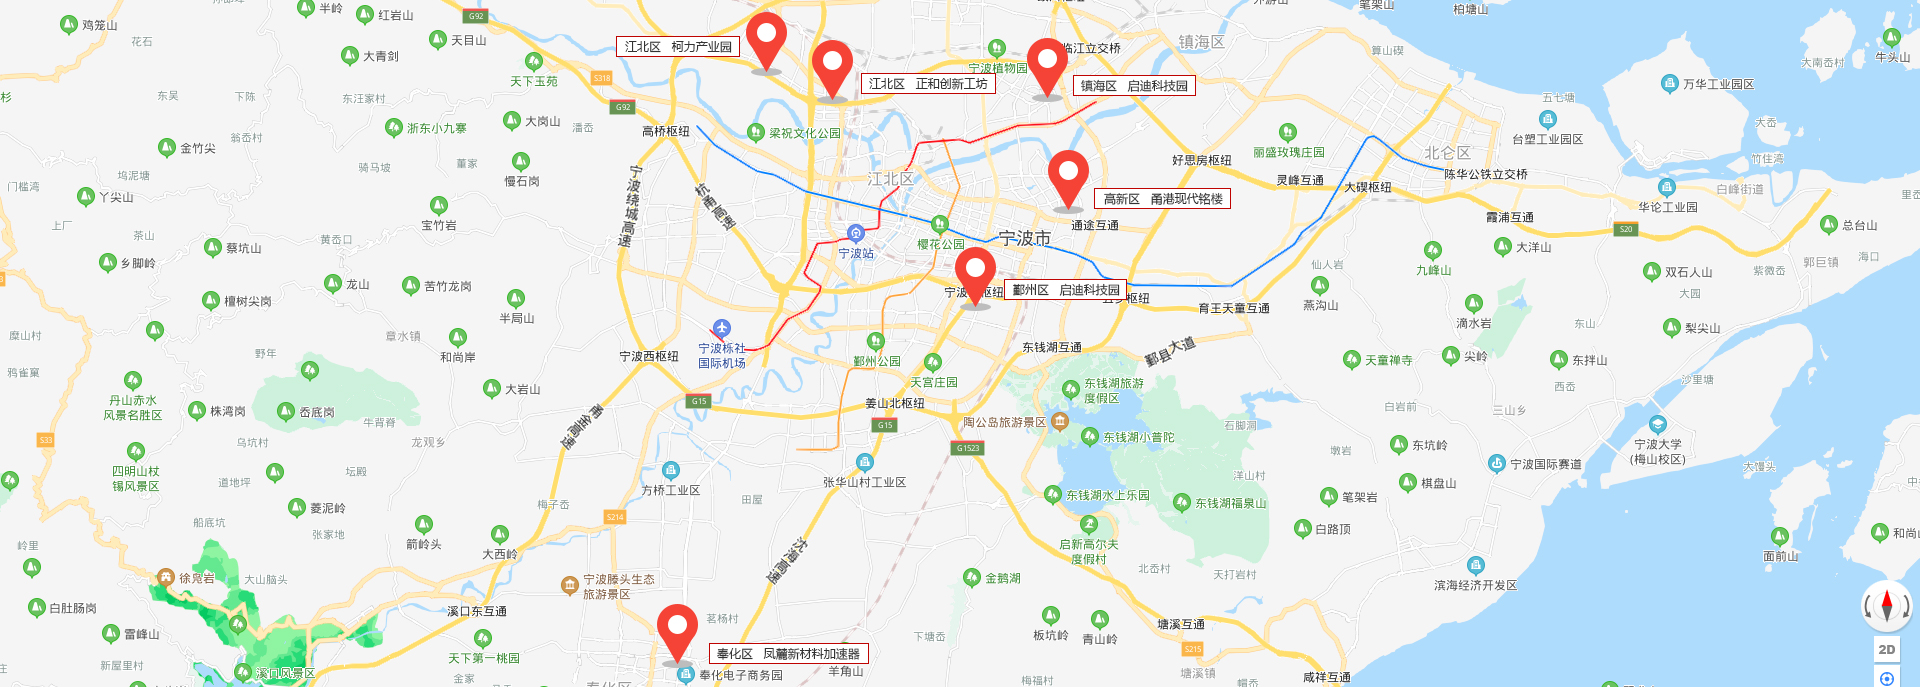 鸡笼山
花石
半岭
红岩山
G92
天目山
大青剑
天下玉苑
S318
江北区 柯力产业园
江北区 正和创新工坊
宁波植物园
临江立交桥
镇海区
镇海区 启迪科技园
笔架山
柏塘山
算山碶
大南岙村
牛头山
万华工业园区
五七塘
台塑工业园区
大岙
竹住湾
东吴
下陈
东汪家村
G92
大岗山
潘岙
高桥枢纽
梁祝文化公园
浙东小九寨
翁岙村
金竹尖
骑马坡
董家
慢石岗
坞泥塘
门槛湾
丫尖山
上厂
茶山
宝竹岩
黄岙口
蔡坑山
乡脚岭
宁波绕城高速
杭甬高速
江北区
好思房枢纽
丽盛玫瑰庄园
灵峰互通
大碶枢纽
北仑区
陈华公铁立交桥
华论工业园
白峰街道
霞浦互通
S20
总台山
海口
郭巨镇
紫微岙
大洋山
九峰山
仙人岩
燕沟山
双石人山
大园
高新区 甬港现代铭楼
通途互通
宁波市
樱花公园
宁波站
鄞州区 启迪科技园
育王天童互通
龙山
苦竹龙岗
檀树尖岗
半局山
章水镇
和尚岸
糜山村
野年
鸦雀窠
宁波西枢纽
宁波栎社
国际机场
鄞州公园
天宫庄园
东钱湖互通
鄞县大道
滴水岩
东山
梨尖山
天童禅寺
尖岭
东拌山
西岙
沙里塘
丹山赤水
风景名胜区
株湾岗
岙底岗
牛背脊
大岩山
G15
姜山北枢纽
G15
东钱湖旅游
度假区
陶公岛旅游景区
白岩前
三山乡
石脚洞
S33
乌坑村
龙观乡
甬金高速
G1523
东钱湖小普陀
东坑岭
墩岩
宁波大学
(梅山校区)
四明山杖
锡风景区
道地坪
坛殿
方桥工业区
张华山村工业区
洋山村
宁波国际赛道
大馒头
棋盘山
笔架岩
田屋
菱泥岭
梅子岙
东钱湖水上乐园
东钱湖福泉山
船底坑
张家地
箭岭头
S214
大西岭
沈海高速
启新高尔夫
度假村
白路顶
面前山
岭里
徐凫岩
大山脑头
宁波滕头生态
旅游景区
金鹅湖
北岙村
天打岩村
滨海经济开发区
白肚肠岗
溪口东互通
茗杨村
雷峰山
天下第一桃园
下塘岙
板坑岭
青山岭
塘溪互通
新屋里村
溪口风景区
金家
奉化区 凤麓新材料加速器
奉化电子商务园
羊角山
梅福村
S215
塘溪镇
咸祥互通
2D